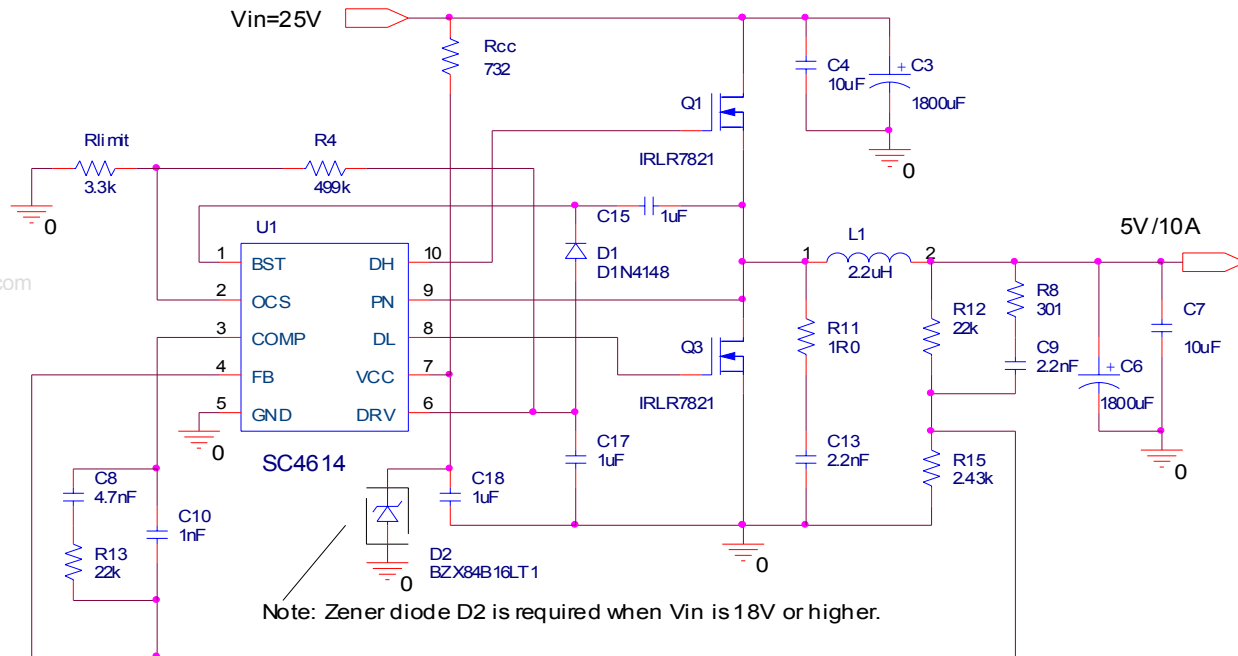 Vin=25V
Rcc
732
C4
10uF
+ C3
1800uF
Q1
IRLR7821
0
Rlimit
3.3k
R4
499k
0
C15
1uF
U1
D1
D1N4148
L1
1
2
2.2uH
5V/10A
1 BST
DH 10
2 OCS
PN 9
3 COMP
DL 8
4 FB
VCC 7
5 GND
DRV 6
SC4614
0
Q3
IRLR7821
R11
1R0
R12
22k
R8
301
C9
2.2nF
C7
10uF
+ C6
1800uF
0
C17
1uF
C13
2.2nF
R15
2.43k
C8
4.7nF
C10
1nF
R13
22k
C18
1uF
D2
BZX84B16LT1
0
0
Note: Zener diode D2 is required when Vin is 18V or higher.
com